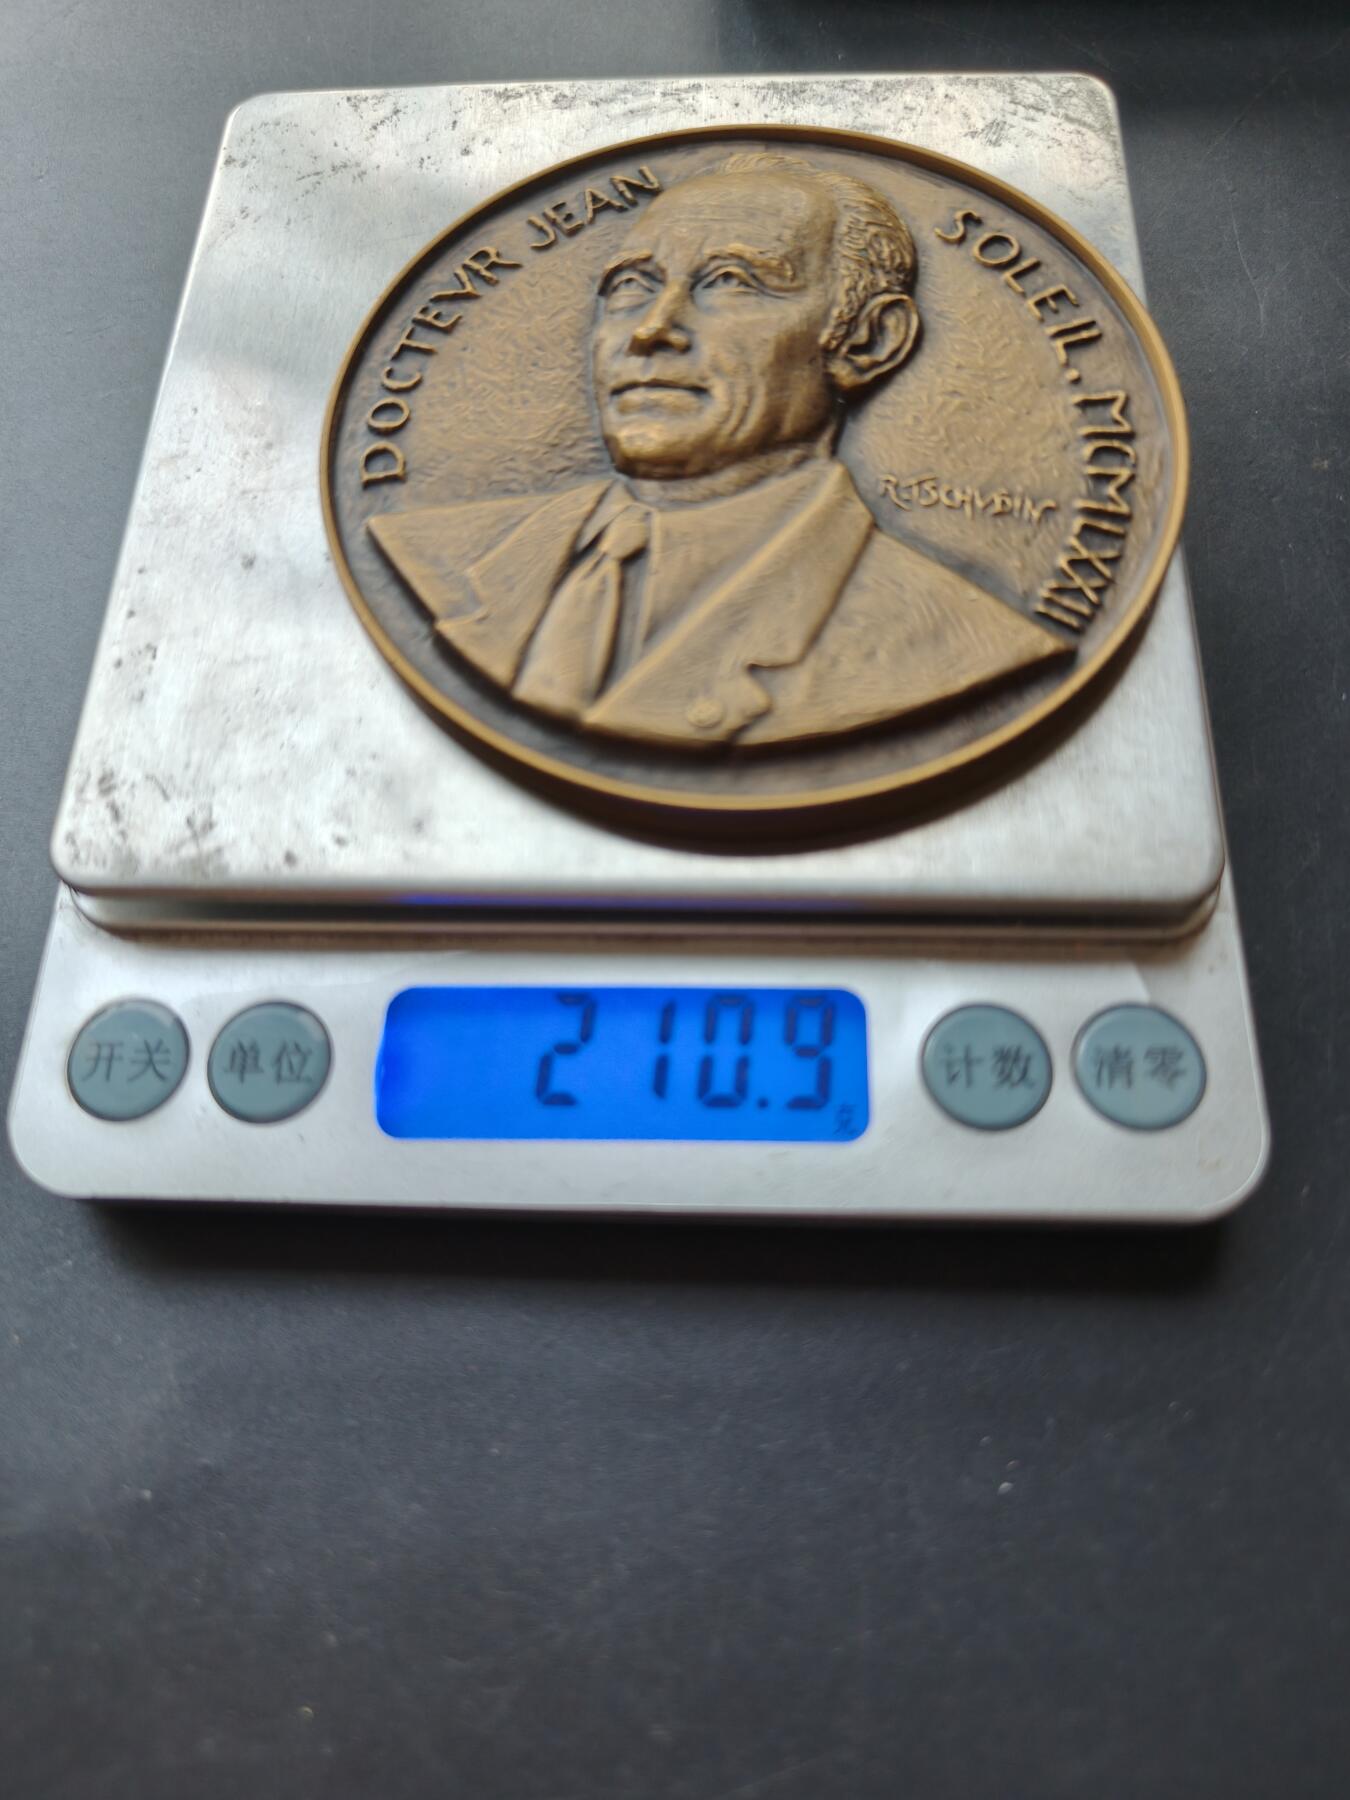 DOCTEVR JEAN SOLEIL. MCMLXXII
R. TSCHVDIN
210.9
克
开关
单位
计数
清零